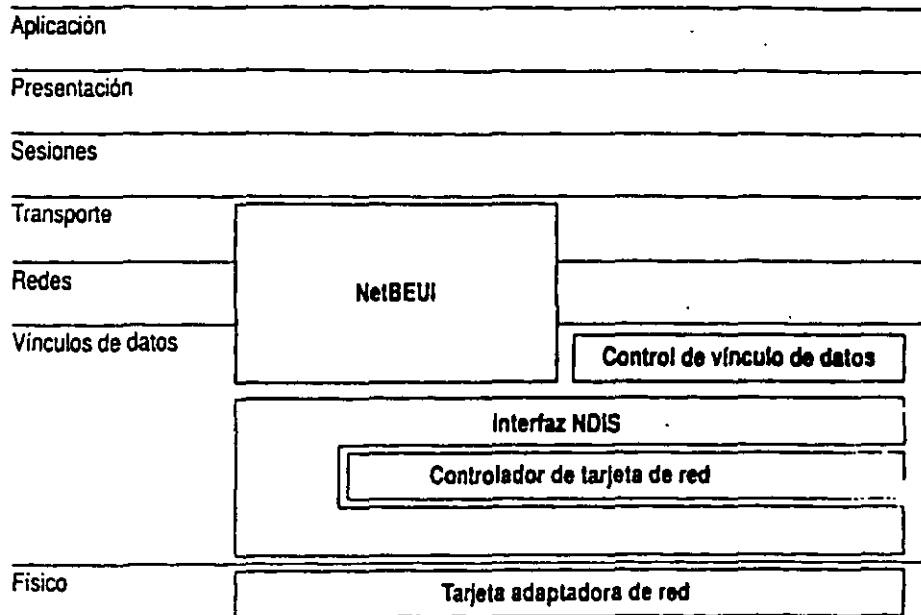 Aplicación
Presentación
Sesiones
Transporte
Redes
NetBEUI
Vínculos de datos
Control de vínculo de datos
Interfaz NDIS
Controlador de tarjeta de red
Físico
Tarjeta adaptadora de red